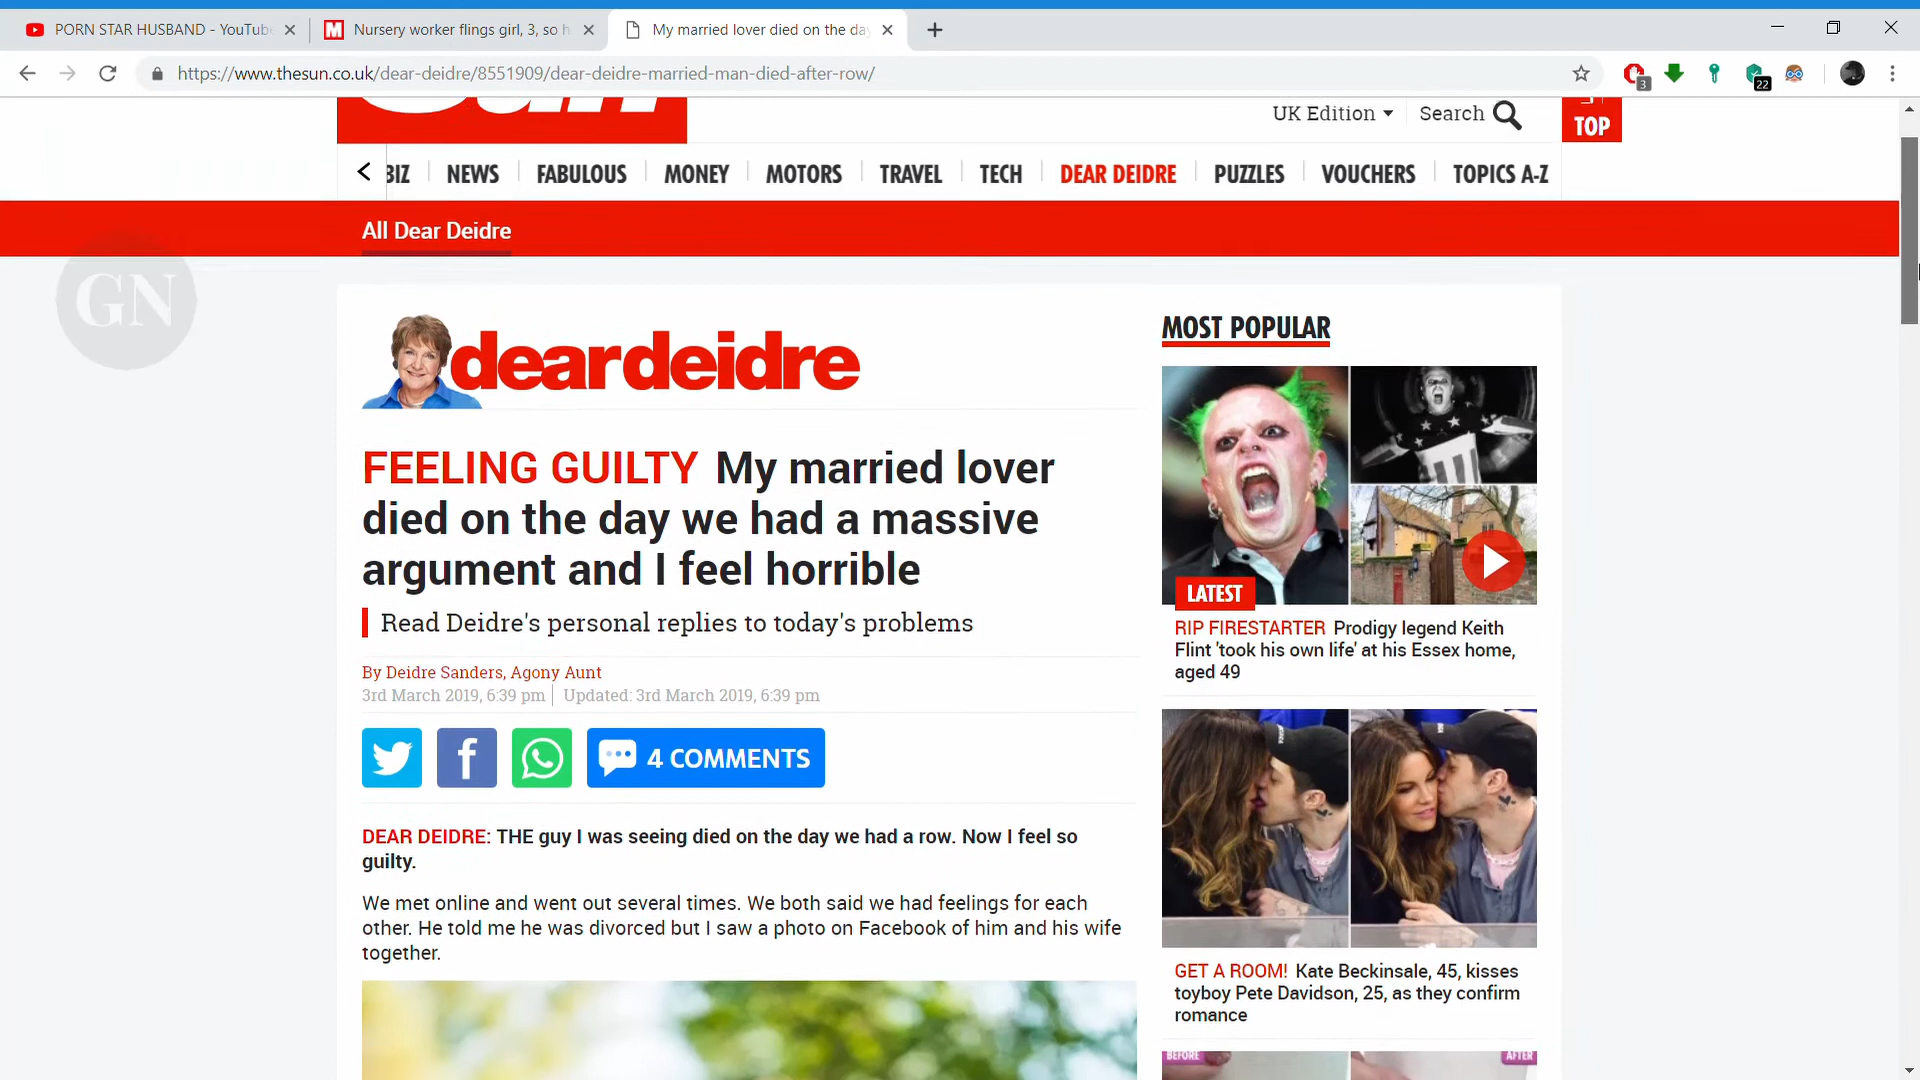 PORN STAR HUSBAND - YouTub
Nursery worker flings girl, 3, so h
My married lover died on the da
https://www.thesun.co.uk/dear-deidre/8551909/dear-deidre-married-man-died-after-row/
3
22
UK Edition
Search
TOP
BIZ
NEWS
FABULOUS
MONEY
MOTORS
TRAVEL
TECH
DEAR DEIDRE
PUZZLES
VOUCHERS
TOPICS A-Z
All Dear Deidre
GN
deardeidre
FEELING GUILTY My married lover
died on the day we had a massive
argument and I feel horrible
Read Deidre's personal replies to today's problems
By Deidre Sanders, Agony Aunt
3rd March 2019, 6:39 pm
Updated: 3rd March 2019, 6:39 pm
4 COMMENTS
DEAR DEIDRE: THE guy I was seeing died on the day we had a row. Now I feel so
guilty.
We met online and went out several times. We both said we had feelings for each
other. He told me he was divorced but I saw a photo on Facebook of him and his wife
together.
MOST POPULAR
LATEST
RIP FIRESTARTER Prodigy legend Keith
Flint 'took his own life' at his Essex home,
aged 49
GET A ROOM! Kate Beckinsale, 45, kisses
toyboy Pete Davidson, 25, as they confirm
romance
BEFORE
AFTER